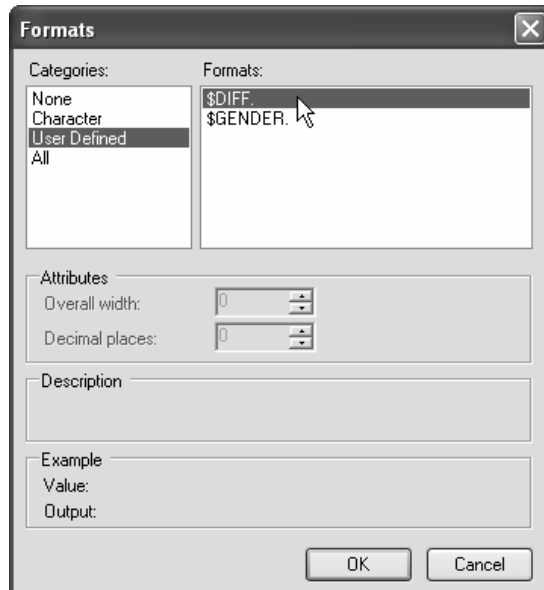 Formats
Categories:
Formats:
None
Character
User Defined
All
$DIFF.
$GENDER.
Attributes
Overall width:
0
Decimal places:
0
Description
Example
Value:
Output:
OK
Cancel